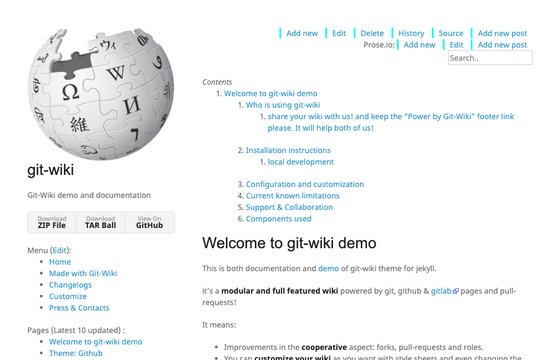 Add new Edit Delete History Source Add new post
Prose.io: Add new Edit Add new post
Search..
Ω
W
И
維
git-wiki
Git-Wiki demo and documentation
Download Download View On
ZIP File TAR Ball GitHub
Menu (Edit):
Home
Made with Git-Wiki
Changelogs
Customize
Press & Contacts
Pages (Latest 10 updated) :
Welcome to git-wiki demo
Theme: Github
Contents
1. Welcome to git-wiki demo
1. Who is using git-wiki
1. share your wiki with us! and keep the "Power by Git-Wiki" footer link
please. It will help both of us!
2. Installation instructions
1. local development
3. Configuration and customization
4. Current known limitations
5. Support & Collaboration
6. Components used
Welcome to git-wiki demo
This is both documentation and demo of git-wiki theme for jekyll.
it's a modular and full featured wiki powered by git, github & gitlab pages and pull-
requests!
It means:
Improvements in the cooperative aspect: forks, pull-requests and roles.
You can customize your wiki as you want with style sheets and even changing the